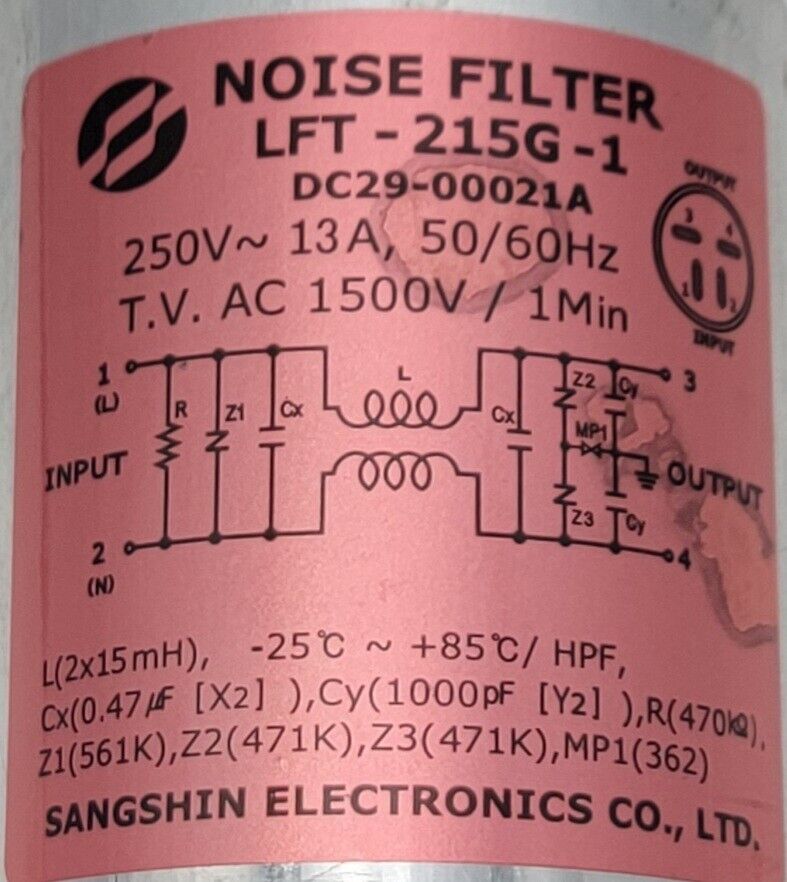 NOISE FILTER
LFT - 215G -1
DC29-00021A
OUTPUT
3 4
1 2
INPUT
250V~ 13A, 50/60Hz
T.V. AC 1500V / 1Min
1
(L)
R
Z1
Cx
L
Cx
Z2
Cy
3
MP1
INPUT
OUTPUT
Z3
Cy
2
(N)
4
L(2x15mH), -25℃ ~ +85℃/ HPF,
Cx(0.47㎌ [X2] ),Cy(1000pF [Y2] ),R(470㏀),
Z1(561K),Z2(471K),Z3(471K),MP1(362)
SANGSHIN ELECTRONICS CO., LTD.